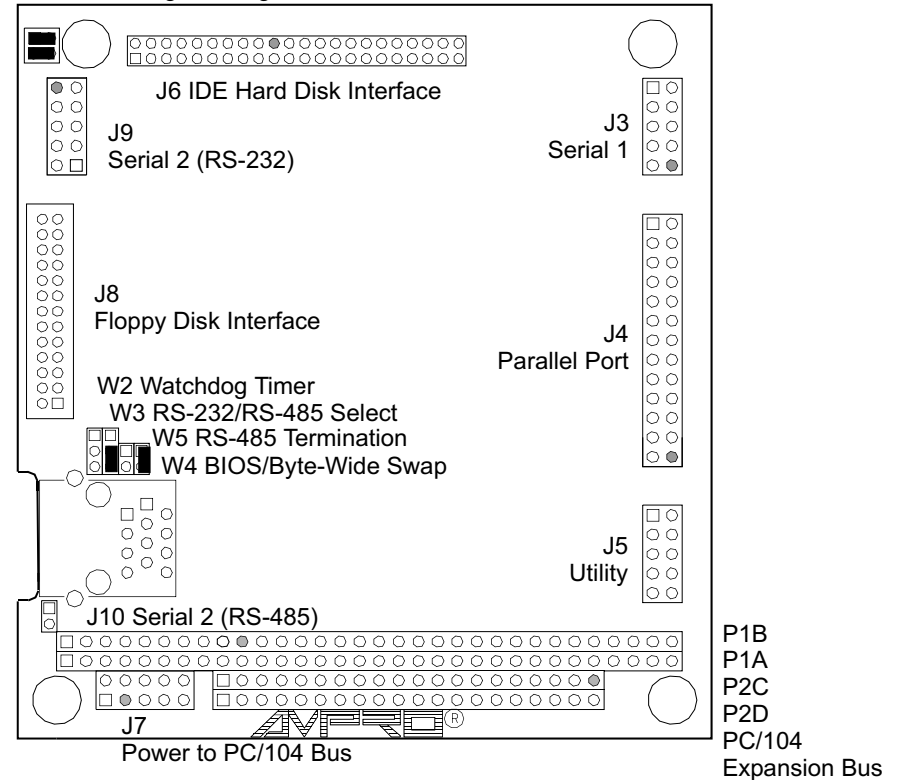 J6 IDE Hard Disk Interface
J9
Serial 2 (RS-232)
J3
Serial 1
J8
Floppy Disk Interface
J4
Parallel Port
W2 Watchdog Timer
W3 RS-232/RS-485 Select
W5 RS-485 Termination
W4 BIOS/Byte-Wide Swap
J5
Utility
J10 Serial 2 (RS-485)
P1B
P1A
P2C
P2D
PC/104
Expansion Bus
AMPRO®
J7
Power to PC/104 Bus